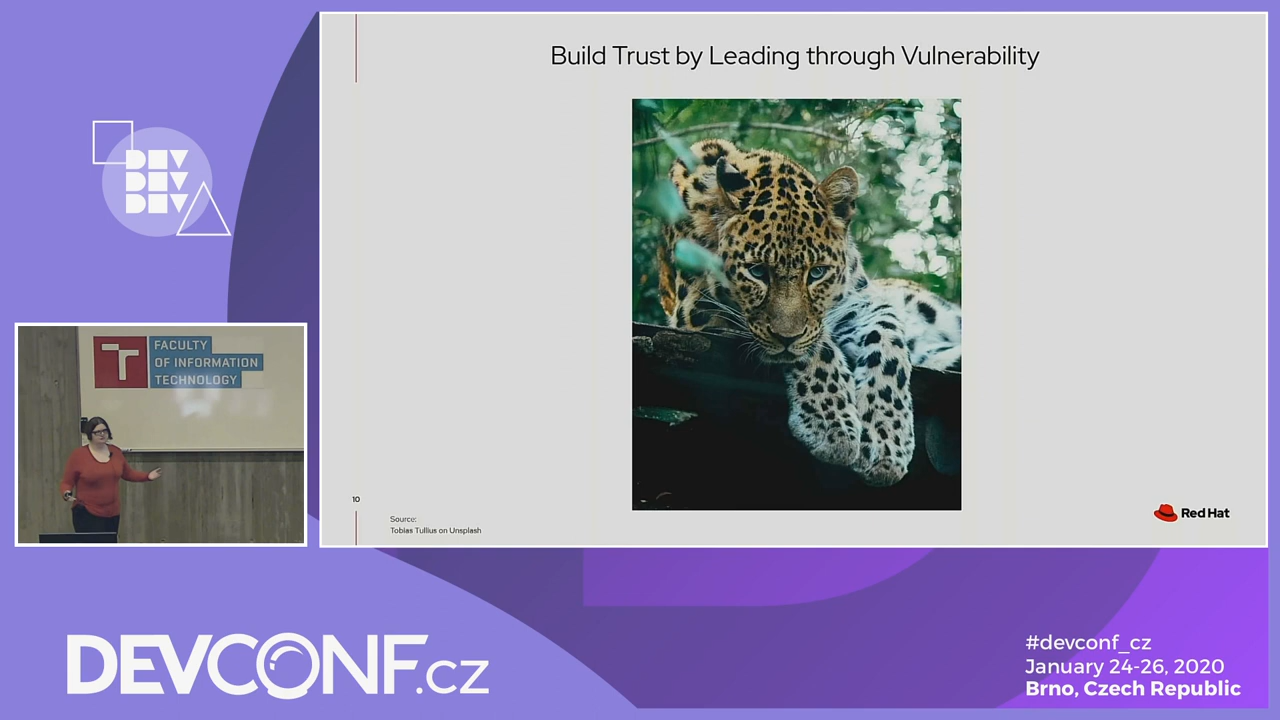 Build Trust by Leading through Vulnerability
DEV
DEV
DEV
FACULTY
OF INFORMATION
TECHNOLOGY
10
Source:
Tobias Tullius on Unsplash
Red Hat
DEVCONF.cz
#devconf_cz
January 24-26, 2020
Brno, Czech Republic